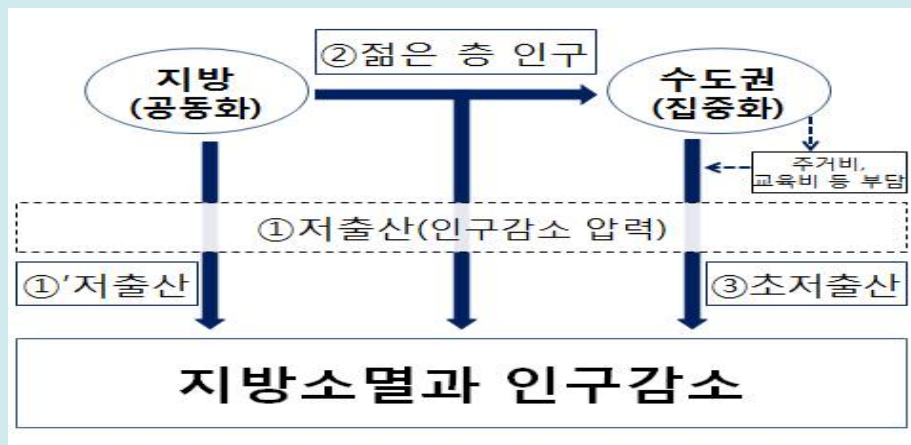 ②젊은 층 인구
지방
(공동화)
수도권
(집중화)
주거비,
교육비 등 부담
①저출산(인구감소 압력)
①’저출산
③초저출산
지방소멸과 인구감소